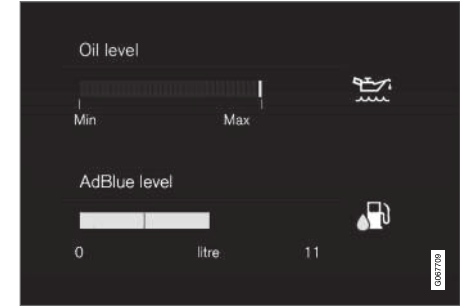 Oil level
Min Max
AdBlue level
0 litre 11
G067709